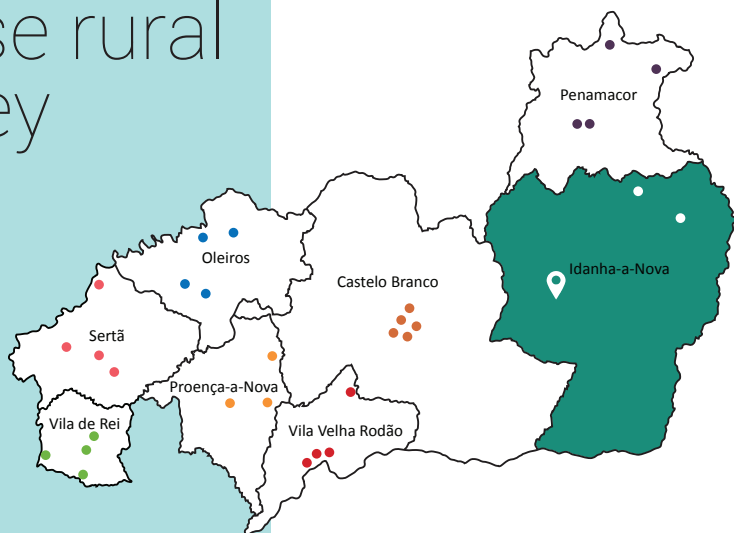 se rural
ey
Penamacor
Idanha-a-Nova
Oleiros
Castelo Branco
Sertã
Proença-a-Nova
Vila de Rei
Vila Velha Rodão